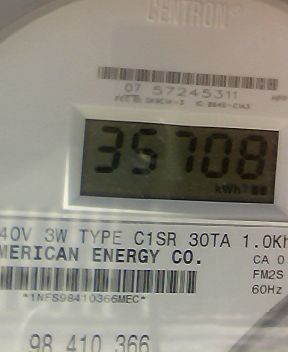 CENTRON®
07 57245311
35708
kWh
40V 3W TYPE C1SR 30TA 1.0Kh
MERICAN ENERGY CO.
CA 0
FM2S
*1NFS98410366MEC*
60Hz
98 410 366